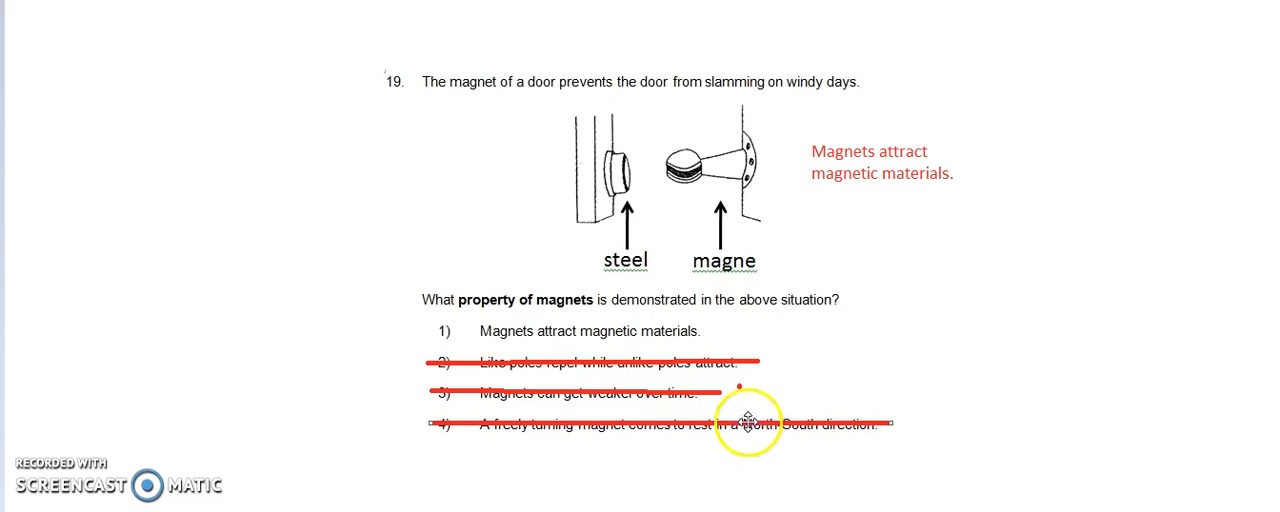 19. The magnet of a door prevents the door from slamming on windy days.
Magnets attract
magnetic materials.
steel magne
What property of magnets is demonstrated in the above situation?
1) Magnets attract magnetic materials.
2) Like poles repel while unlike poles attract.
3) Magnets can get weaker over time.
4) A freely turning magnet comes to rest in a North South direction.
RECORDED WITH
SCREENCAST MATIC